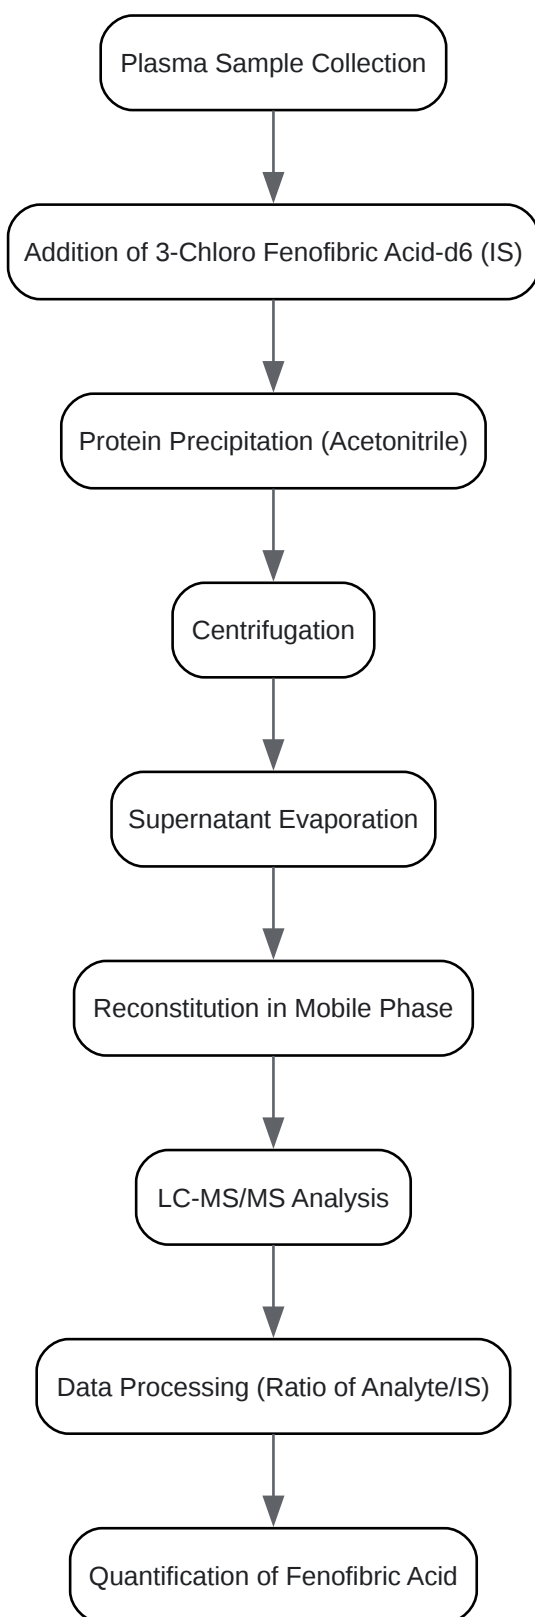 Plasma Sample Collection
Addition of 3-Chloro Fenofibric Acid-d6 (IS)
Protein Precipitation (Acetonitrile)
Centrifugation
Supernatant Evaporation
Reconstitution in Mobile Phase
LC-MS/MS Analysis
Data Processing (Ratio of Analyte/IS)
Quantification of Fenofibric Acid